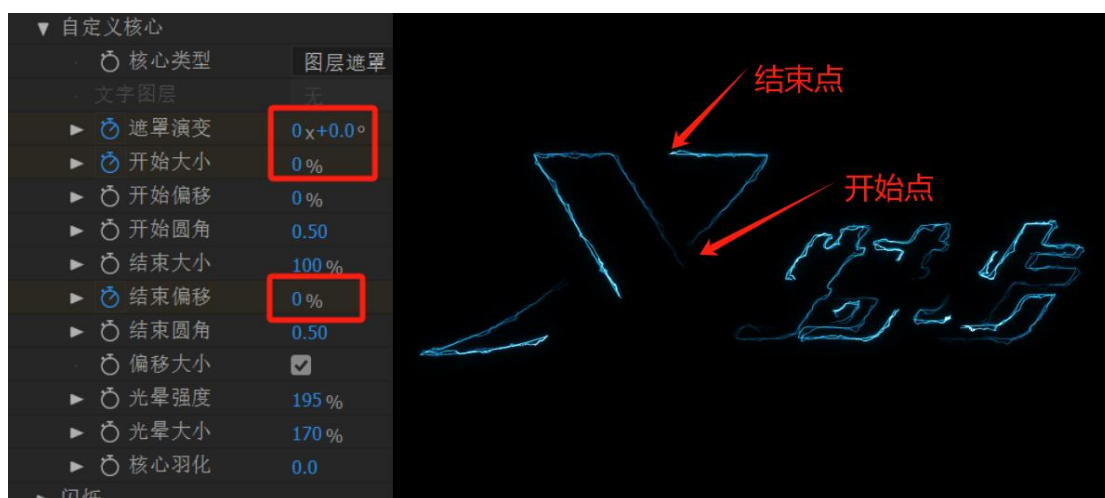 自定义核心
核心类型 图层遮罩
文字图层 无
遮罩演变 0x+0.0°
开始大小 0%
开始偏移 0%
开始圆角 0.50
结束大小 100%
结束偏移 0%
结束圆角 0.50
偏移大小
光晕强度 195%
光晕大小 170%
核心羽化 0.0
闪烁
结束点
开始点